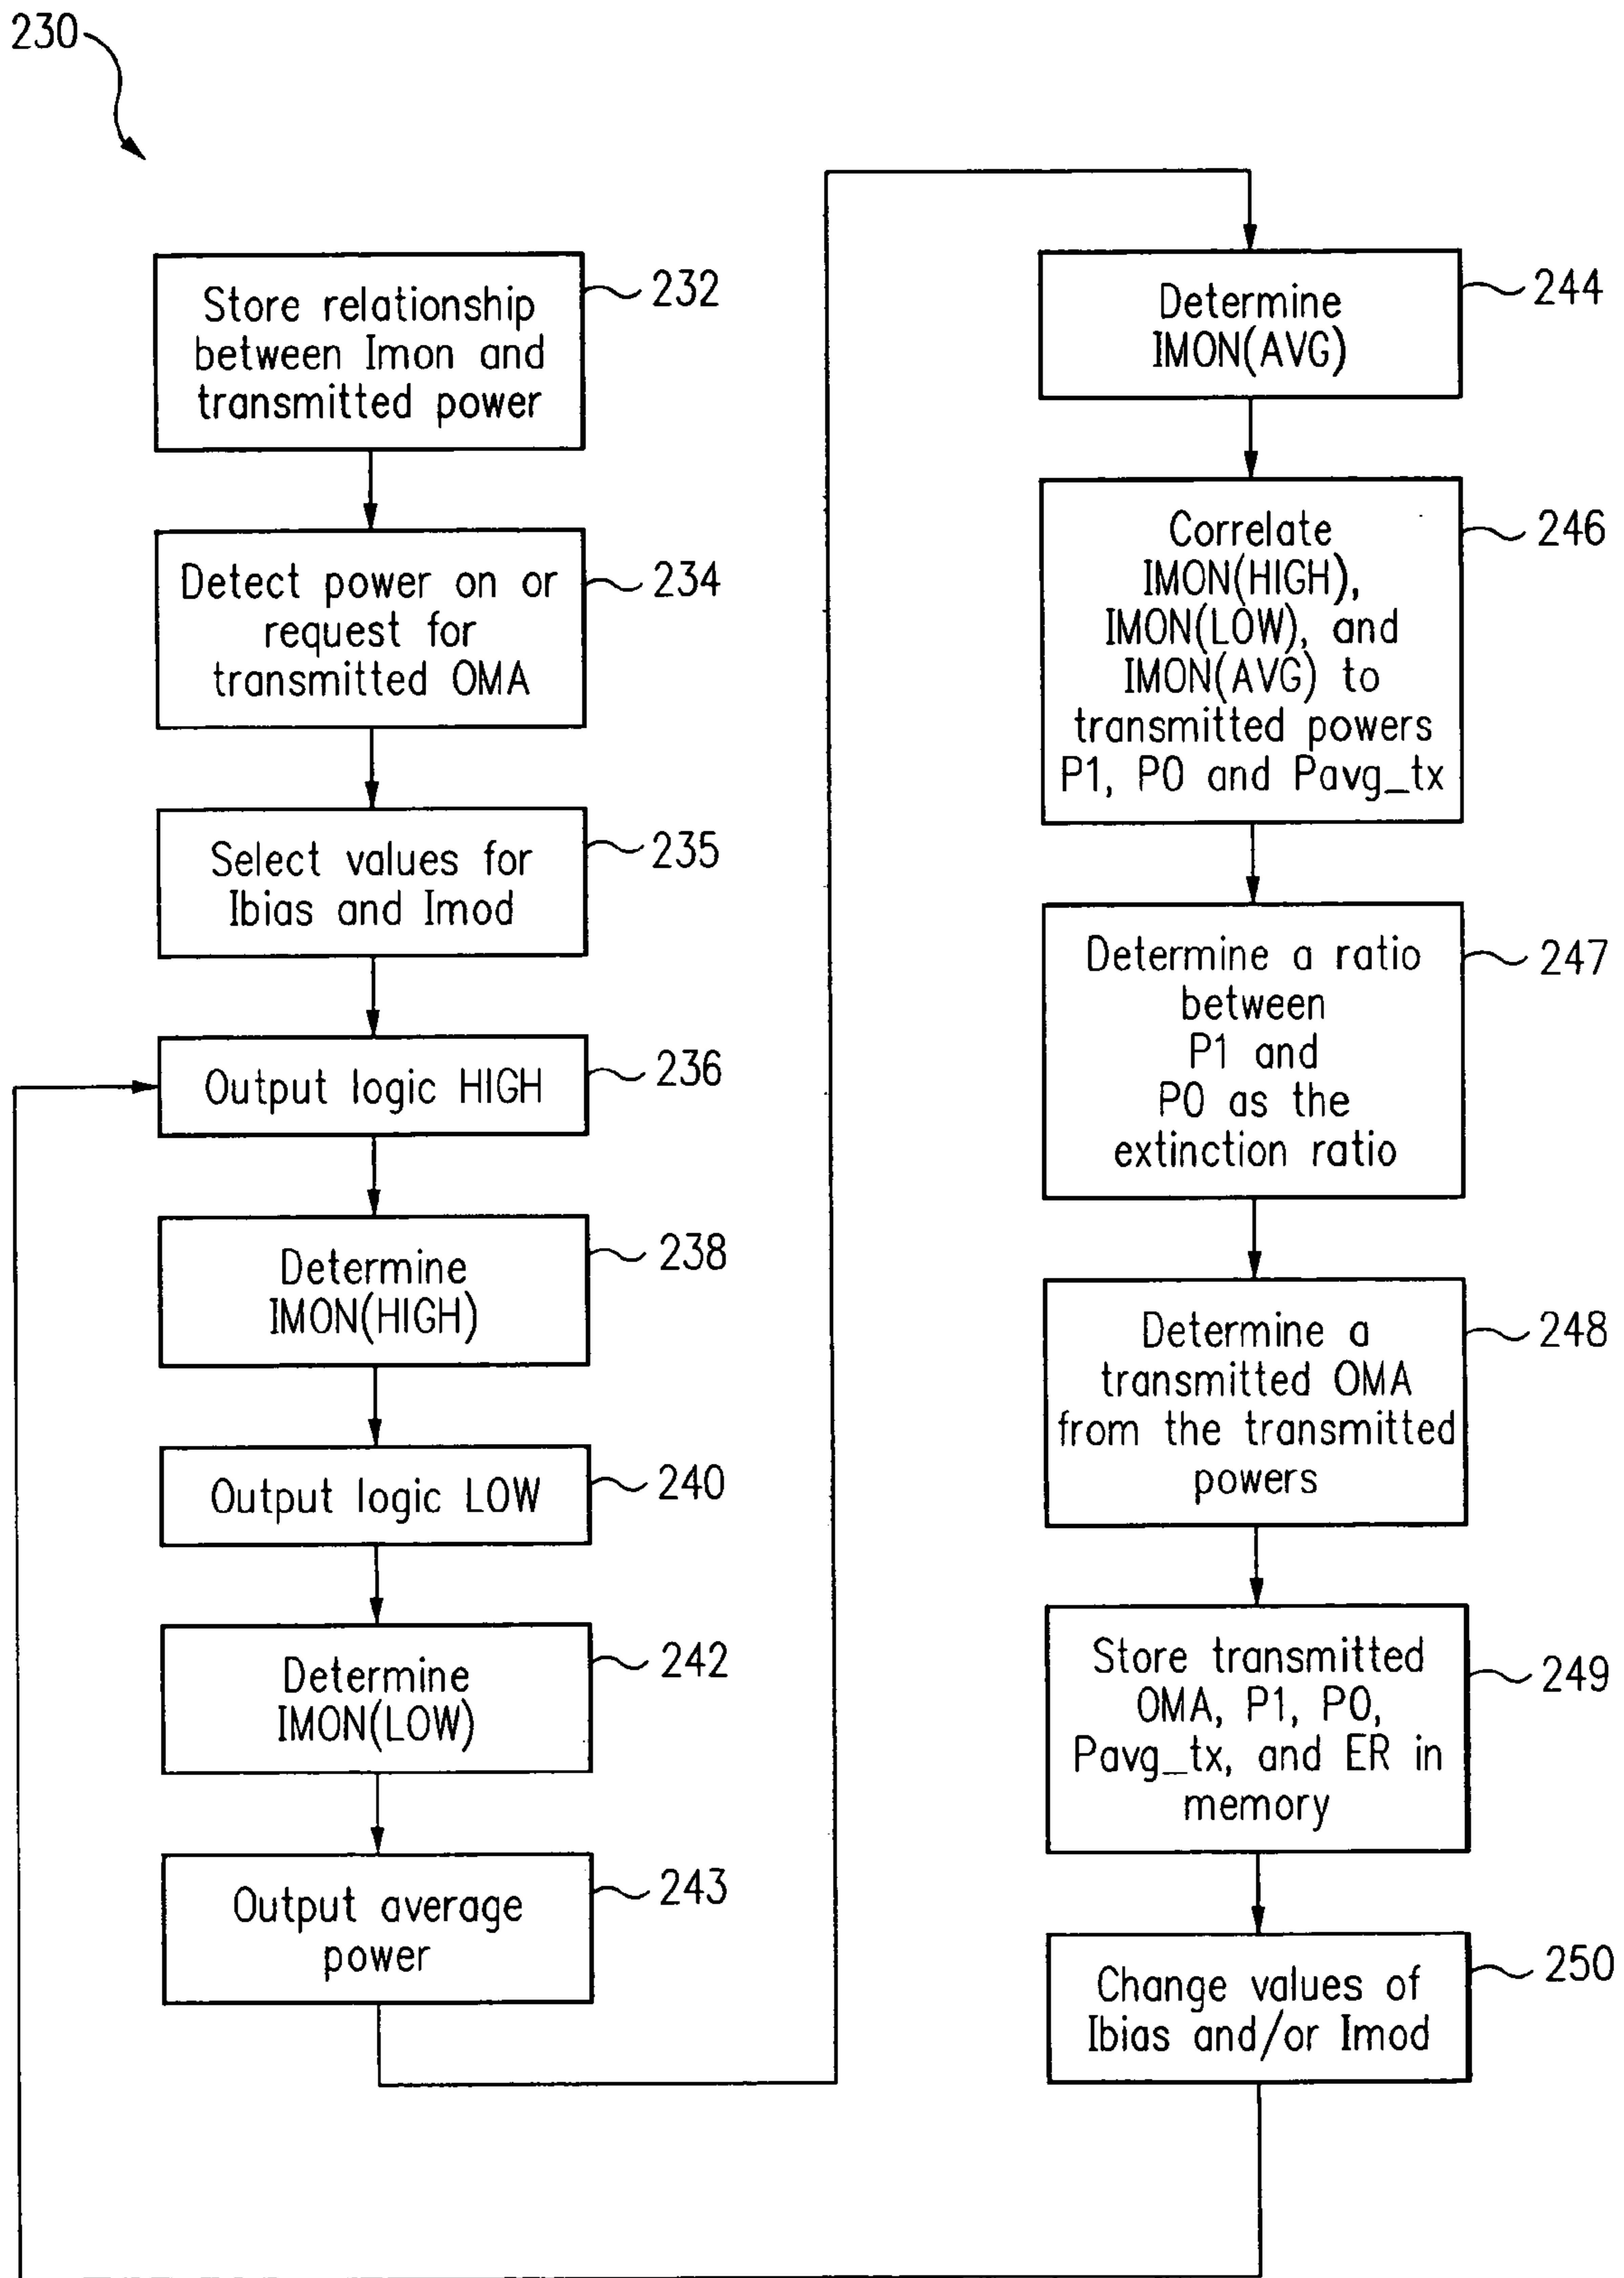 230
Store relationship
between Imon and
transmitted power
232
Detect power on or
request for
transmitted OMA
234
Select values for
Ibias and Imod
235
Output logic HIGH
236
Determine
IMON(HIGH)
238
Output logic LOW
240
Determine
IMON(LOW)
242
Output average
power
243
Determine
IMON(AVG)
244
Correlate
IMON(HIGH),
IMON(LOW), and
IMON(AVG) to
transmitted powers
P1, P0 and Pavg_tx
246
Determine a ratio
between
P1 and
P0 as the
extinction ratio
247
Determine a
transmitted OMA
from the transmitted
powers
248
Store transmitted
OMA, P1, P0,
Pavg_tx, and ER in
memory
249
Change values of
Ibias and/or Imod
250